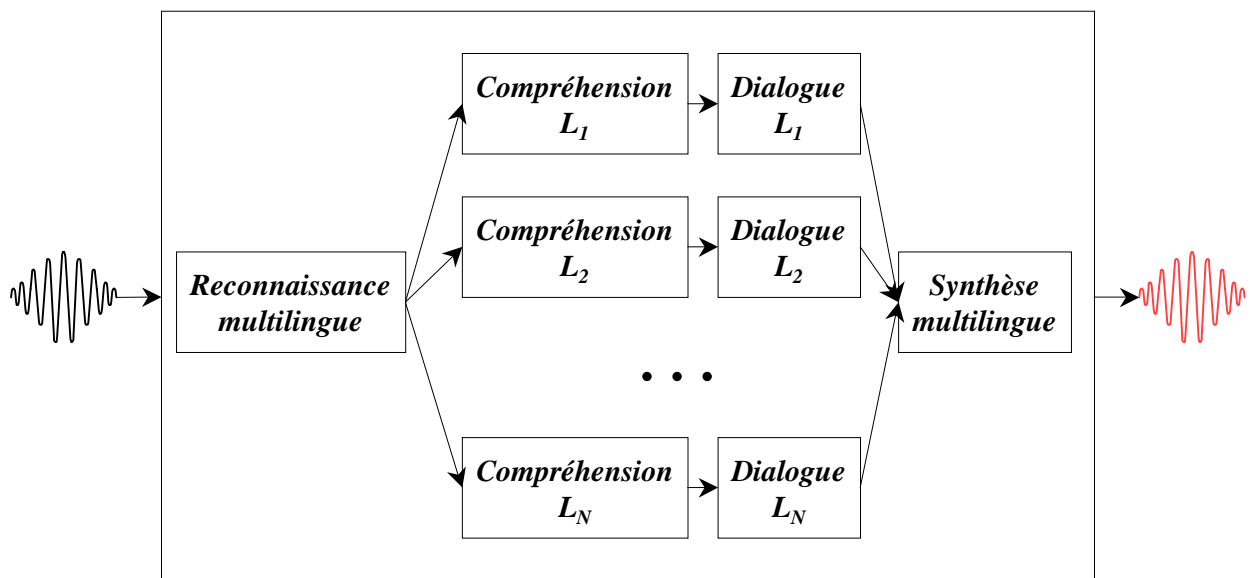 Compréhension
L1
Dialogue
L1
Compréhension
L2
Dialogue
L2
Reconnaissance
multilingue
Synthèse
multilingue
. . .
Compréhension
LN
Dialogue
LN